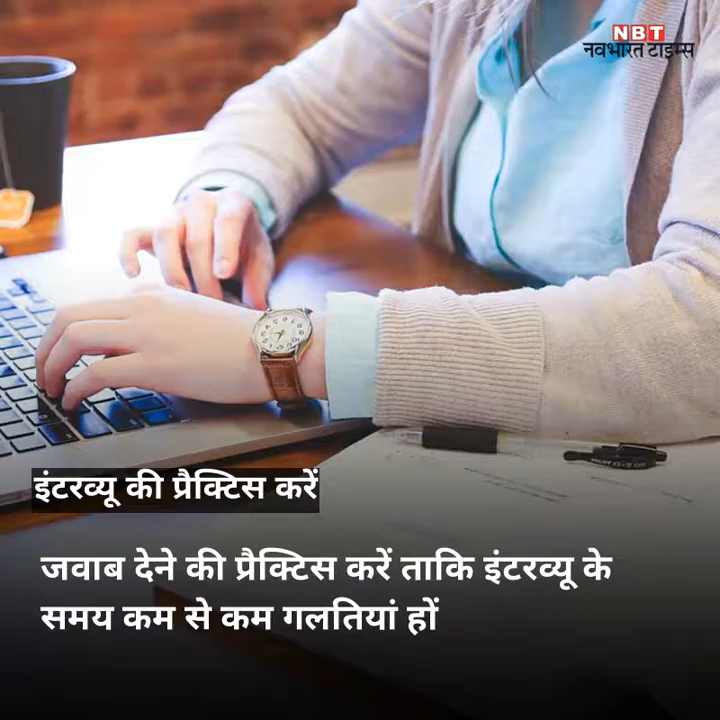 NBT
नवभारत टाइम्स
इंटरव्यू की प्रैक्टिस करें
जवाब देने की प्रैक्टिस करें ताकि इंटरव्यू के
समय कम से कम गलतियां हों